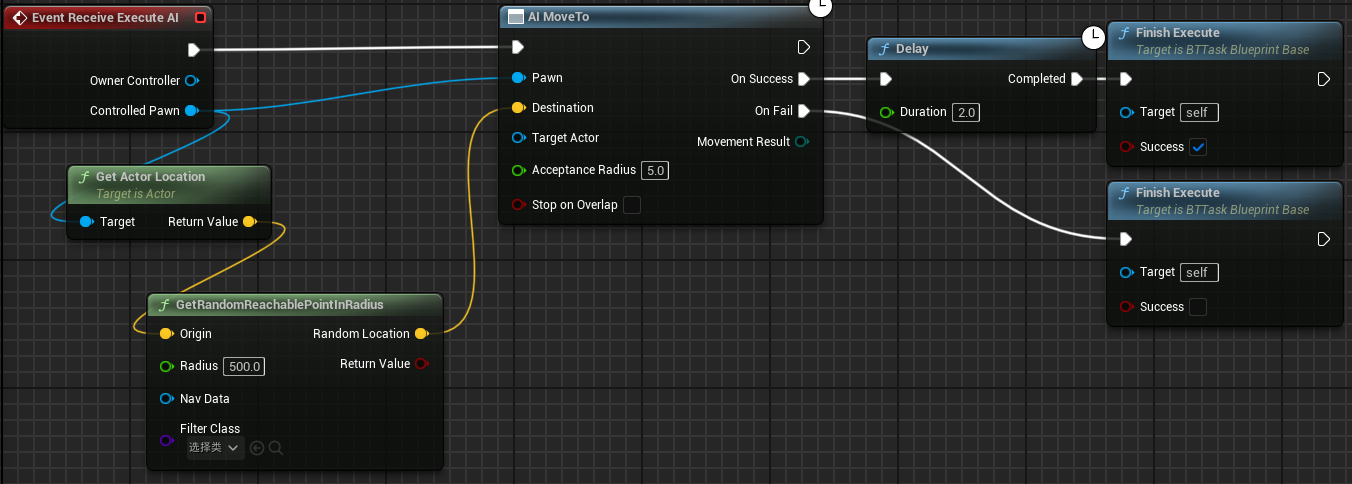 Event Receive Execute AI
Owner Controller
Controlled Pawn
Get Actor Location
Target is Actor
Target
Return Value
GetRandomReachablePointInRadius
Origin
Random Location
Radius 500.0
Return Value
Nav Data
Filter Class
选择类
AI MoveTo
Pawn
On Success
Destination
On Fail
Target Actor
Movement Result
Acceptance Radius 5.0
Stop on Overlap
Delay
Completed
Duration 2.0
Finish Execute
Target is BTTask Blueprint Base
Target self
Success
Finish Execute
Target is BTTask Blueprint Base
Target self
Success